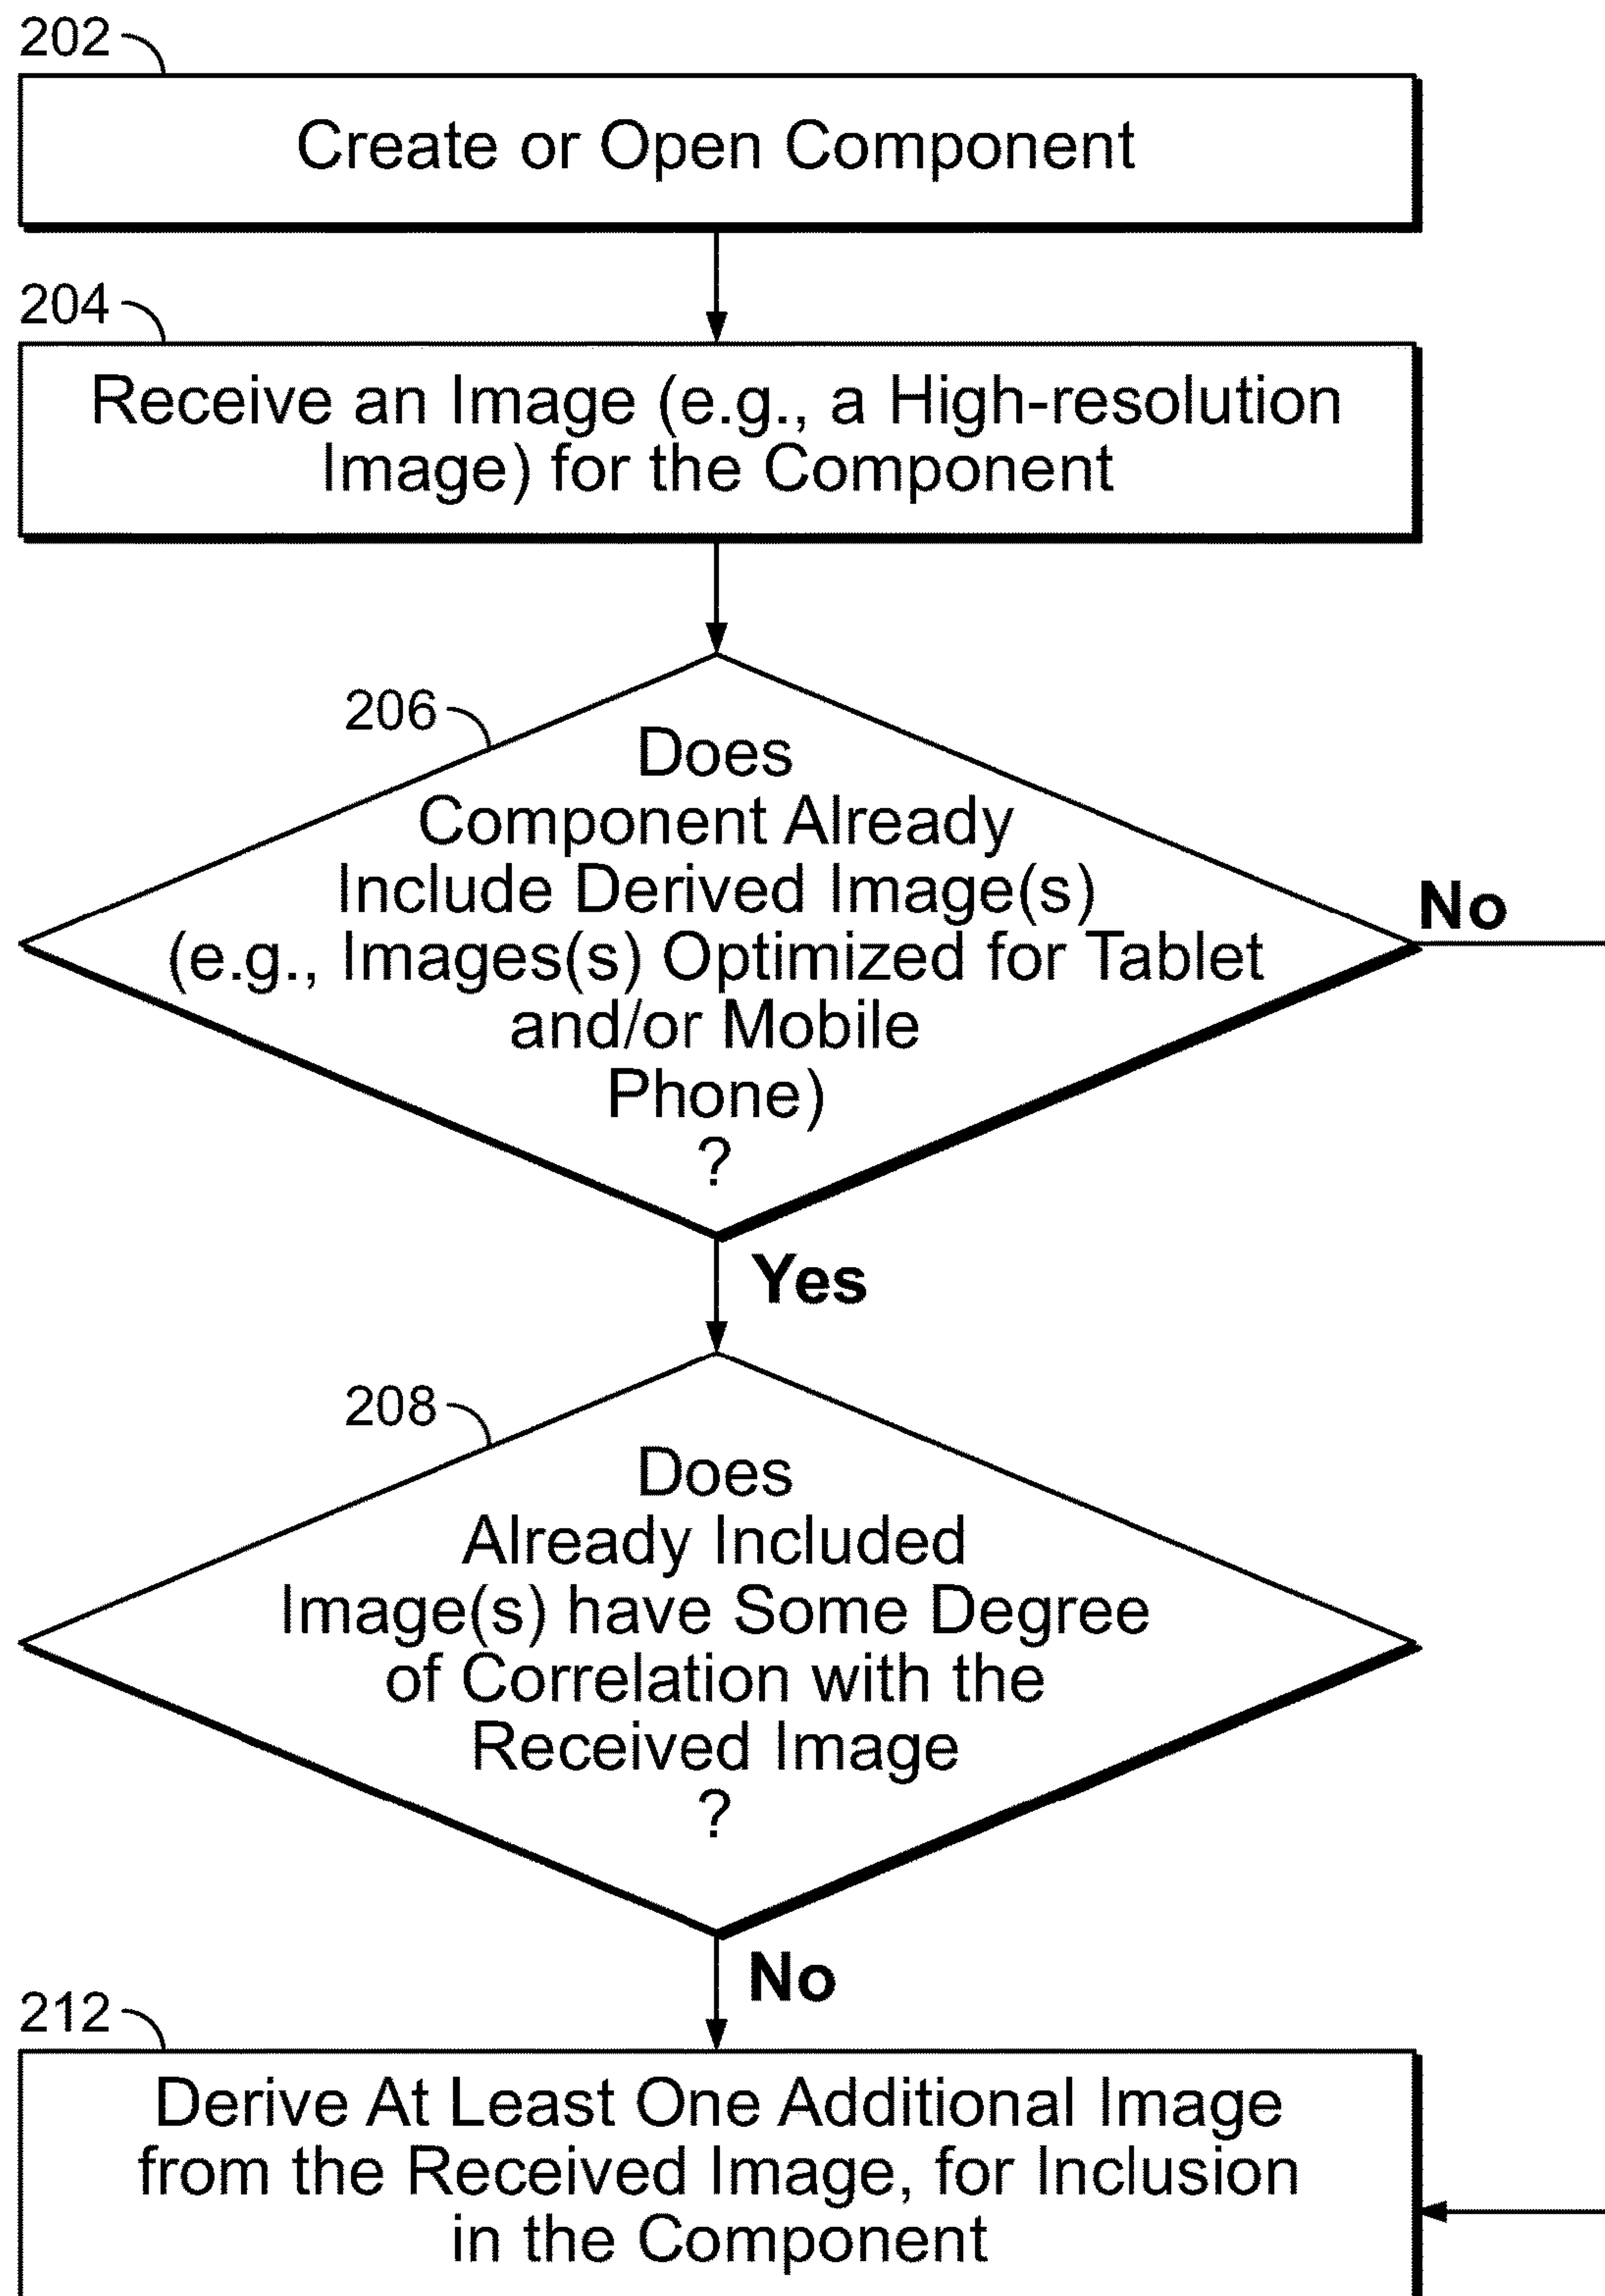 202
Create or Open Component
204
Receive an Image (e.g., a High-resolution
Image) for the Component
206
Does
Component Already
Include Derived Image(s)
(e.g., Images(s) Optimized for Tablet
and/or Mobile
Phone)
?
No
Yes
208
Does
Already Included
Image(s) have Some Degree
of Correlation with the
Received Image
?
No
212
Derive At Least One Additional Image
from the Received Image, for Inclusion
in the Component